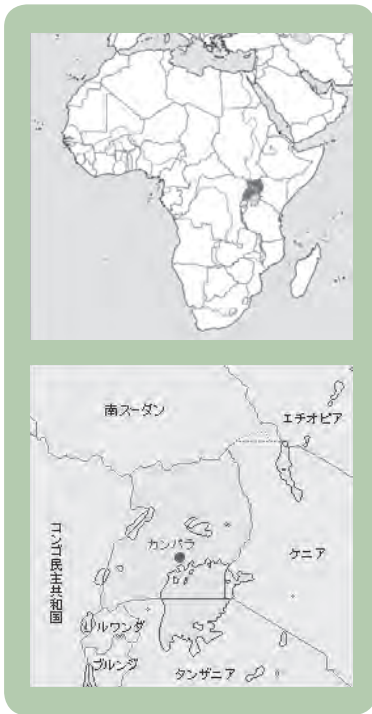 南スーダン
エチオピア
カンパラ
ケニア
コンゴ民主共和国
ルワンダ
ブルンジ
タンザニア